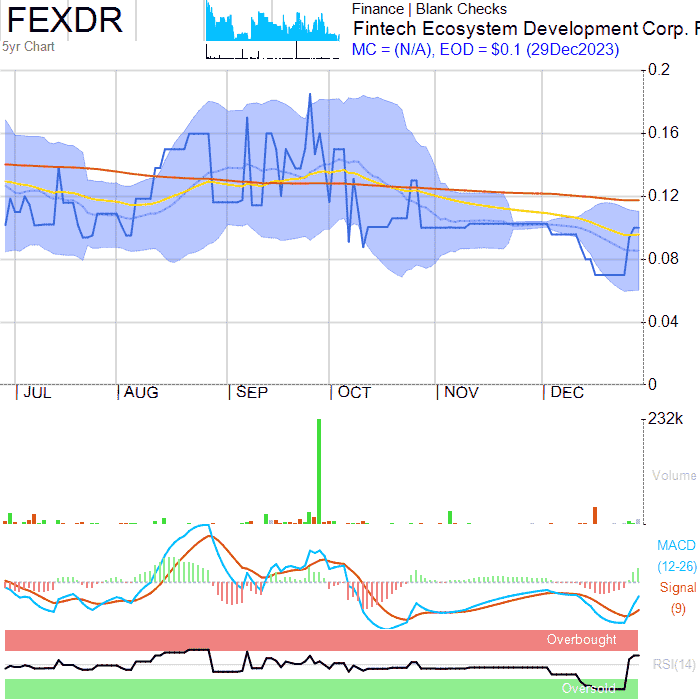 FEXDR
5yr Chart
Finance | Blank Checks
Fintech Ecosystem Development Corp. F
MC = (N/A), EOD = $0.1 (29Dec2023)
0.2
0.16
0.12
0.08
0.04
0
JUL AUG SEP OCT NOV DEC
232k
Volume
MACD
(12-26)
Signal
(9)
Overbought
RSI(14)
Oversold